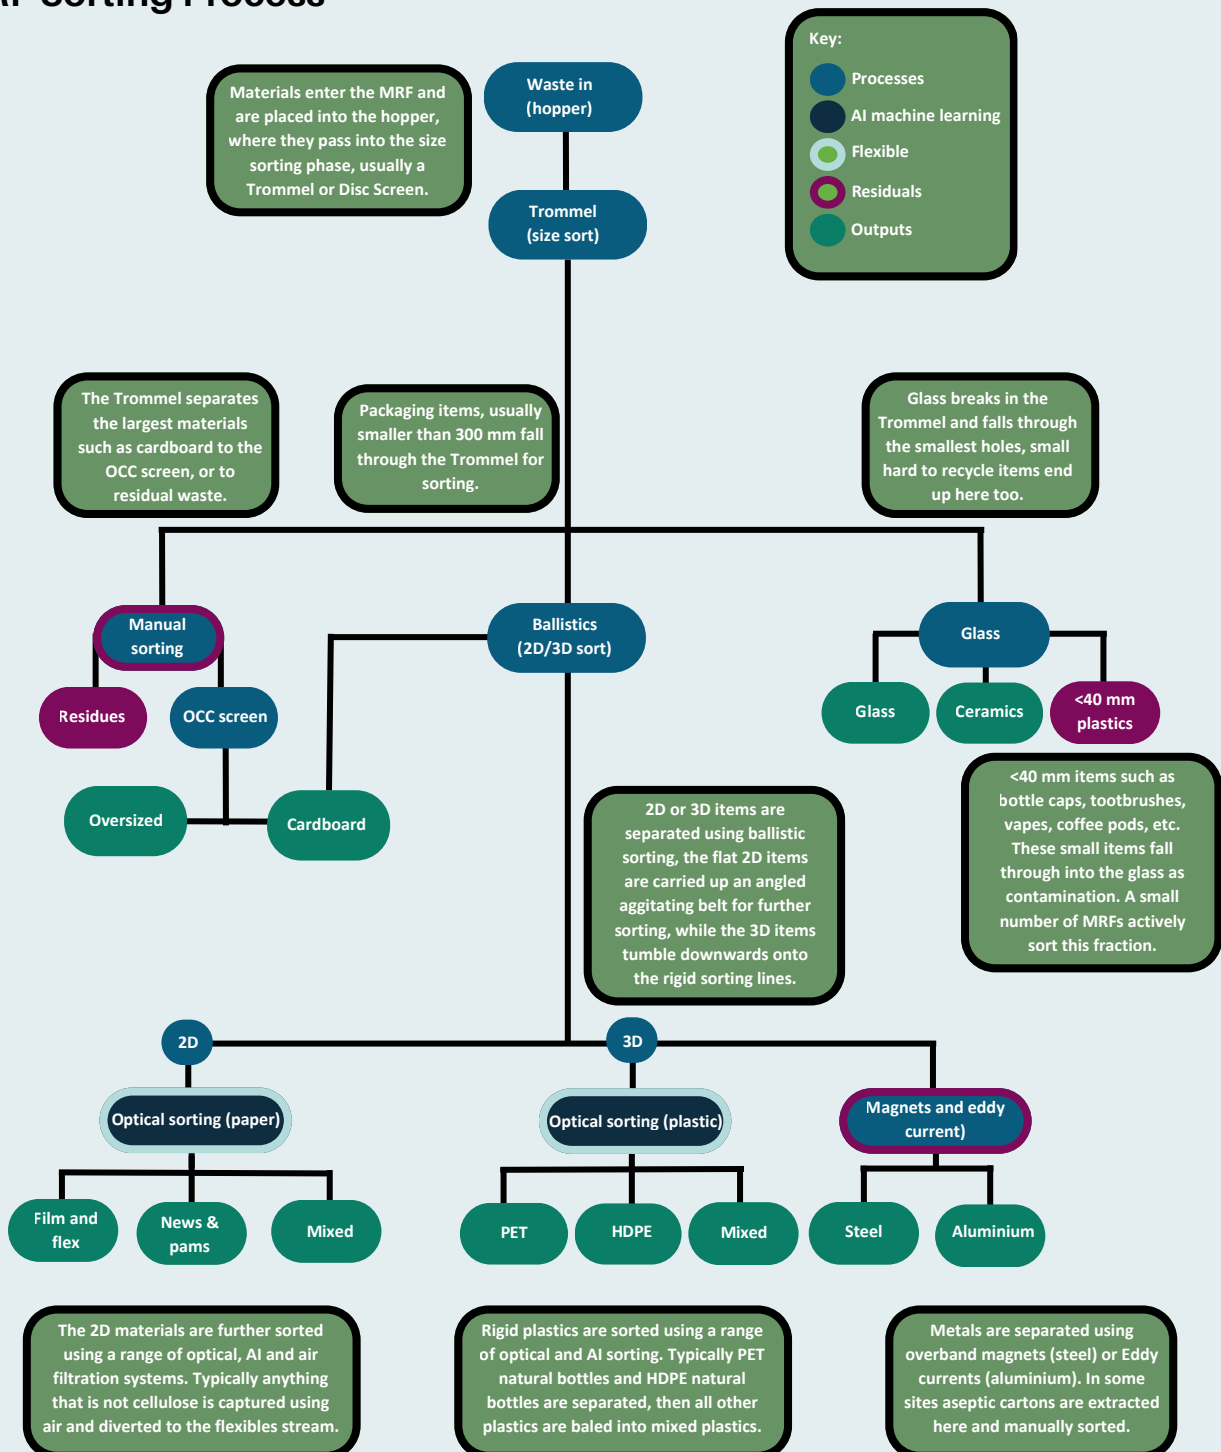 Sorting Process
Key:
Processes
AI machine learning
Flexible
Residuals
Outputs
Materials enter the MRF and
are placed into the hopper,
where they pass into the size
sorting phase, usually a
Trommel or Disc Screen.
Waste in
(hopper)
Trommel
(size sort)
The Trommel separates
the largest materials
such as cardboard to the
OCC screen, or to
residual waste.
Packaging items, usually
smaller than 300 mm fall
through the Trommel for
sorting.
Glass breaks in the
Trommel and falls through
the smallest holes, small
hard to recycle items end
up here too.
Manual
sorting
Ballistics
(2D/3D sort)
Glass
Residues
OCC screen
Glass
Ceramics
<40 mm
plastics
Oversized
Cardboard
2D or 3D items are
separated using ballistic
sorting, the flat 2D items
are carried up an angled
aggitating belt for further
sorting, while the 3D items
tumble downwards onto
the rigid sorting lines.
<40 mm items such as
bottle caps, tootbrushes,
vapes, coffee pods, etc.
These small items fall
through into the glass as
contamination. A small
number of MRFs actively
sort this fraction.
2D
3D
Optical sorting (paper)
Optical sorting (plastic)
Magnets and eddy
current)
Film and
flex
News &
pams
Mixed
PET
HDPE
Mixed
Steel
Aluminium
The 2D materials are further sorted
using a range of optical, AI and air
filtration systems. Typically anything
that is not cellulose is captured using
air and diverted to the flexibles stream.
Rigid plastics are sorted using a range
of optical and AI sorting. Typically PET
natural bottles and HDPE natural
bottles are separated, then all other
plastics are baled into mixed plastics.
Metals are separated using
overband magnets (steel) or Eddy
currents (aluminium). In some
sites aseptic cartons are extracted
here and manually sorted.